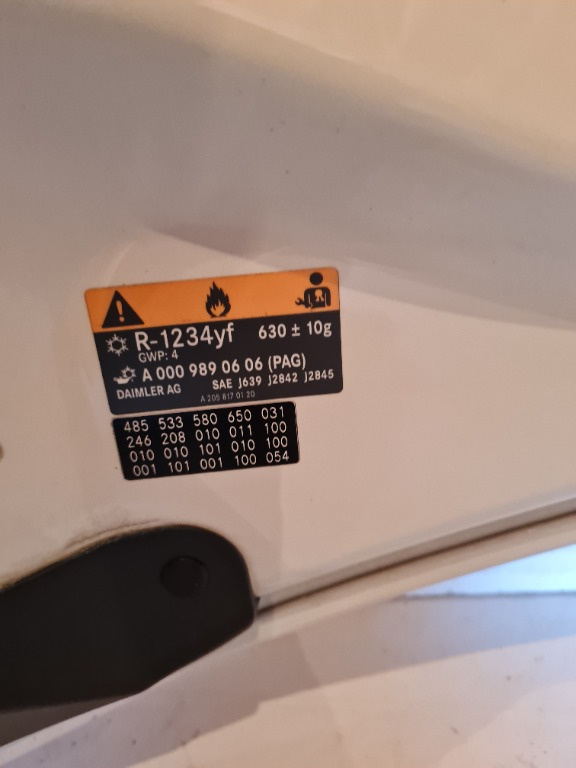 R-1234yf 630 ± 10g
GWP: 4
A 000 989 06 06 (PAG)
DAIMLER AG SAE J639 J2842 J2845
A 205 817 01 20
485 533 580 650 031
246 208 010 011 100
010 010 101 010 100
001 101 001 100 054